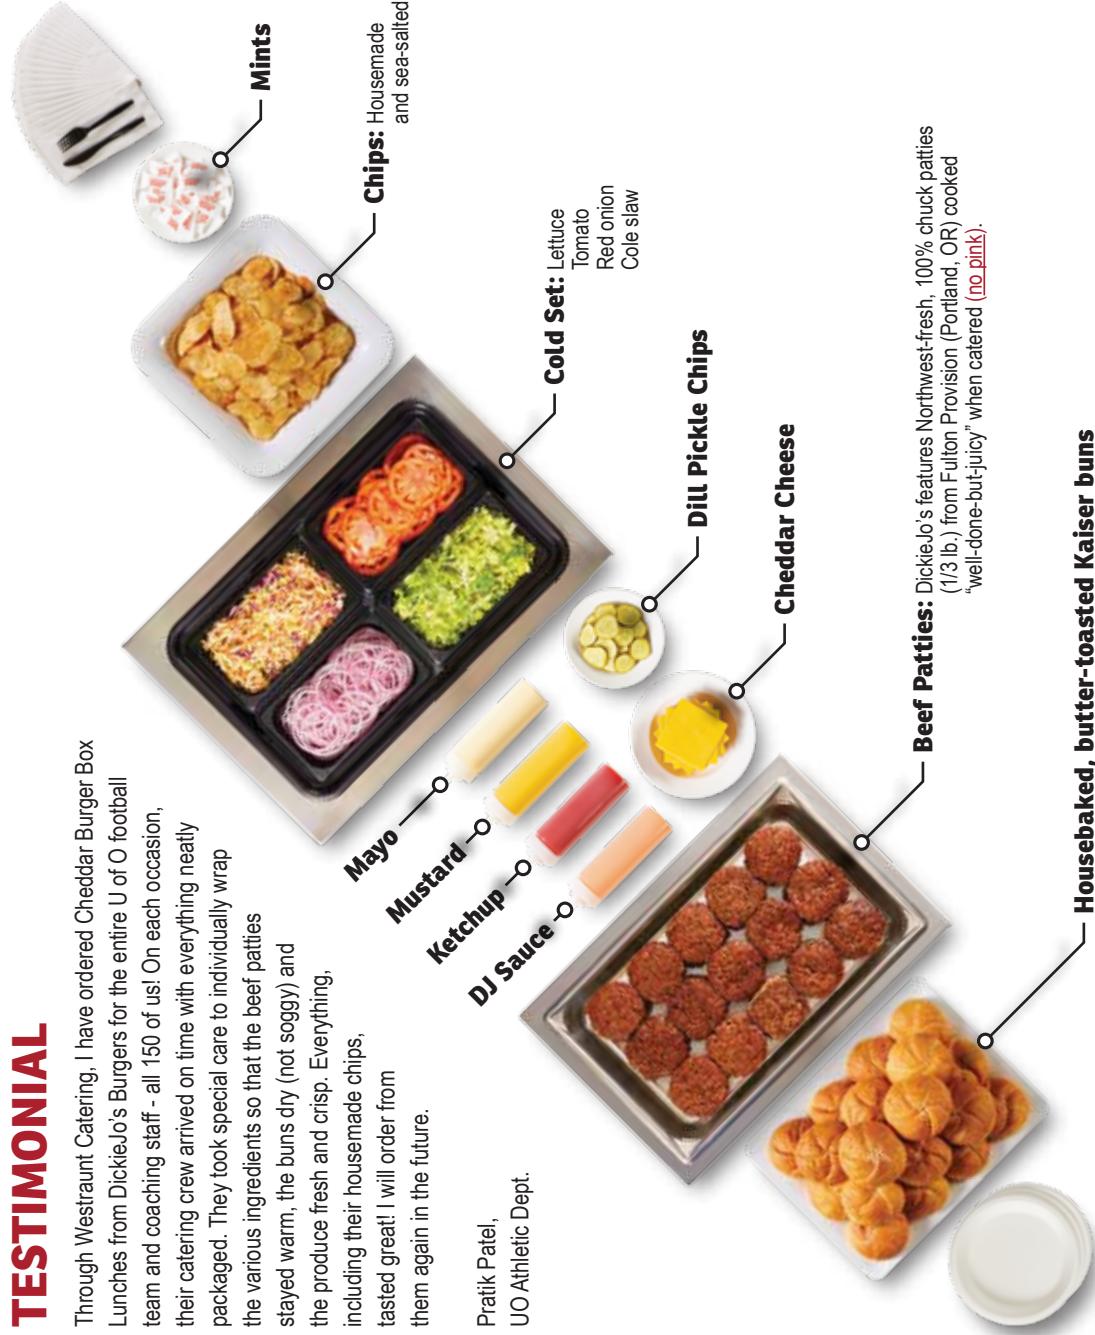 TESTIMONIAL
Through Westraunt Catering, I have ordered Cheddar Burger Box
Lunches from DickieJo's Burgers for the entire U of O football
team and coaching staff - all 150 of us! On each occasion,
their catering crew arrived on time with everything neatly
packaged. They took special care to individually wrap
the various ingredients so that the beef patties
stayed warm, the buns dry (not soggy) and
the produce fresh and crisp. Everything,
including their housemade chips,
tasted great! I will order from
them again in the future.
Pratik Patel,
UO Athletic Dept.
Mints
Chips: Housemade
and sea-salted
Cold Set: Lettuce
Tomato
Red onion
Cole slaw
Mayo
Mustard
Ketchup
DJ Sauce
Dill Pickle Chips
Cheddar Cheese
Beef Patties: DickieJo's features Northwest-fresh, 100% chuck patties
(1/3 lb.) from Fulton Provision (Portland, OR) cooked
“well-done-but-juicy” when catered (no pink).
Housebaked, butter-toasted Kaiser buns